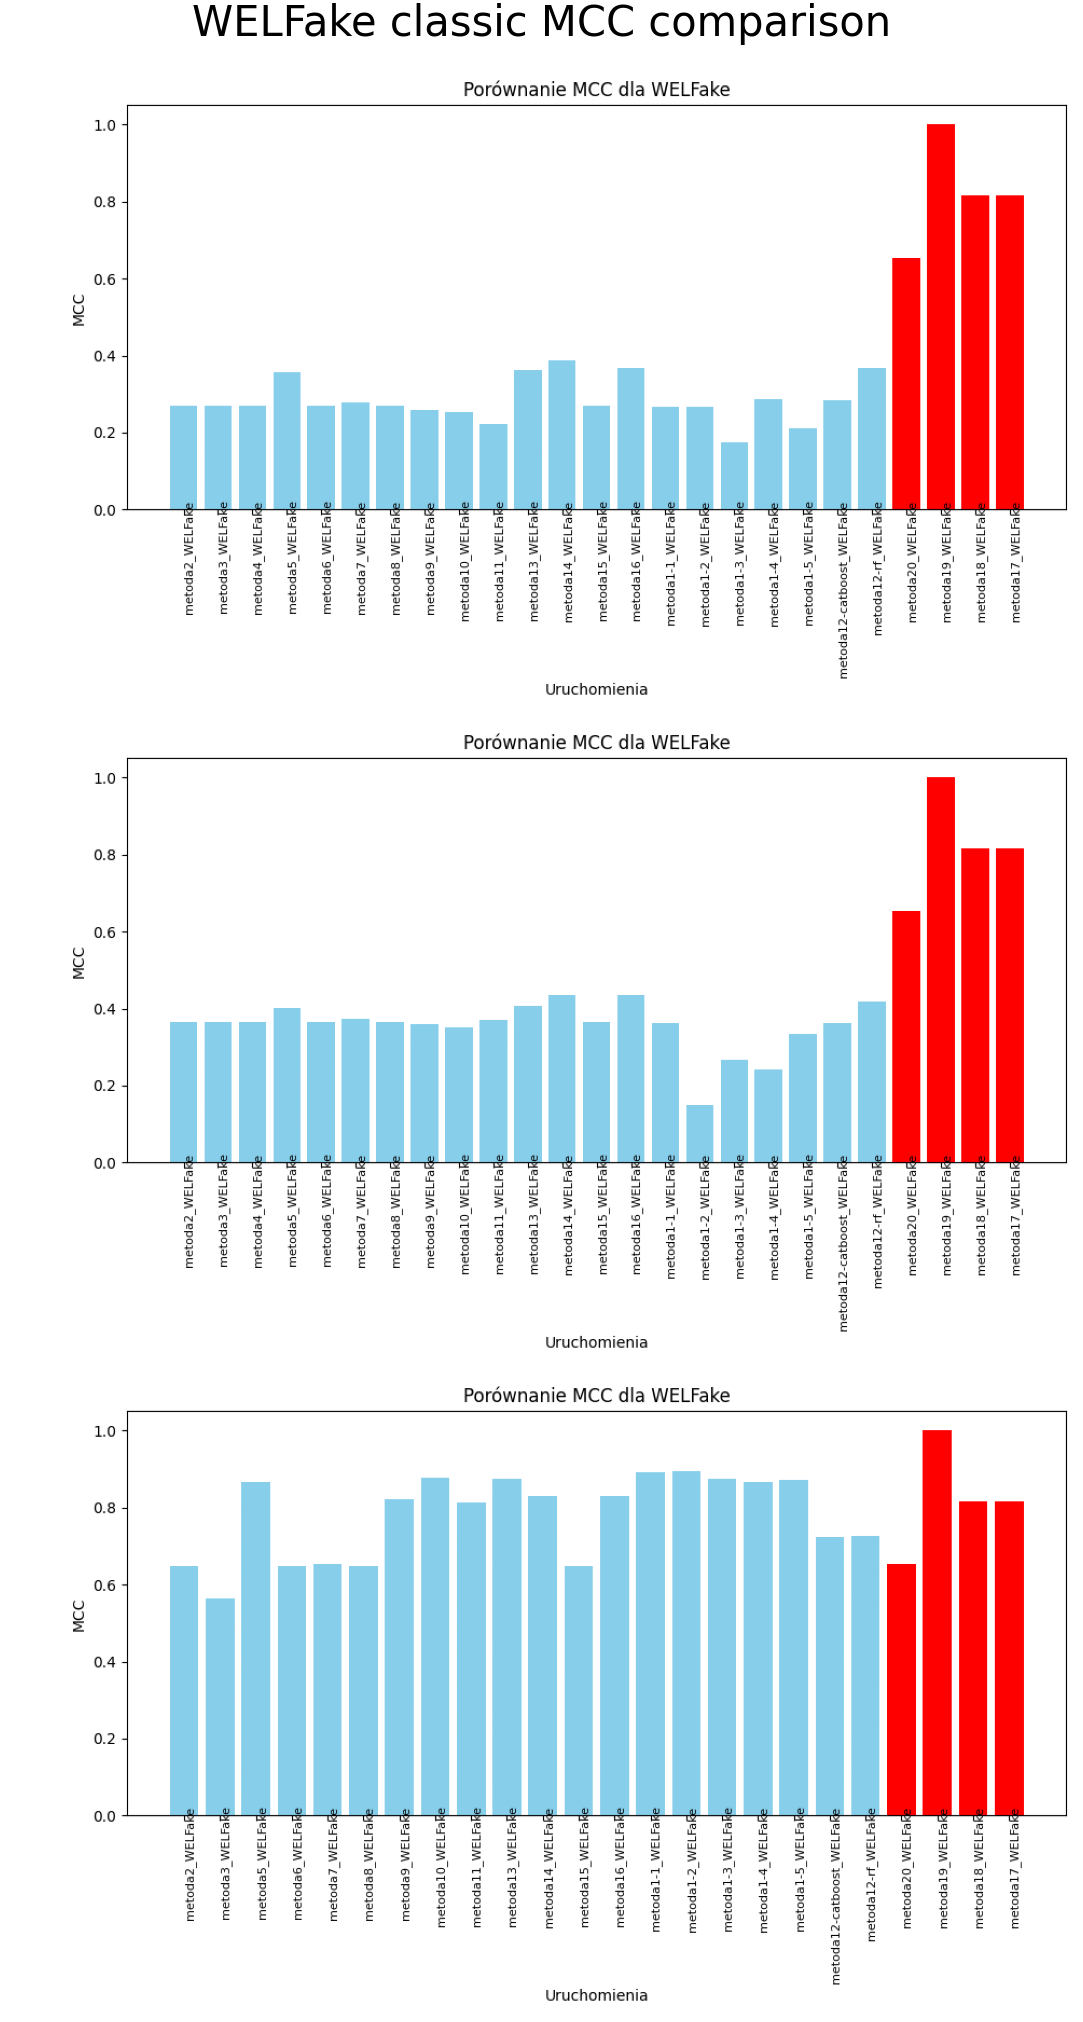 WELFake classic MCC comparison
Porównanie MCC dla WELFake
1.0
0.8
0.6
0.4
0.2
0.0
MCC
metoda2_WELFake
metoda3_WELFake
metoda4_WELFake
metoda5_WELFake
metoda6_WELFake
metoda7_WELFake
metoda8_WELFake
metoda9_WELFake
metoda10_WELFake
metoda11_WELFake
metoda13_WELFake
metoda14_WELFake
metoda15_WELFake
metoda16_WELFake
metoda1-1_WELFake
metoda1-2_WELFake
metoda1-3_WELFake
metoda1-4_WELFake
metoda1-5_WELFake
metoda12-catboost_WELFake
metoda12-rf_WELFake
metoda20_WELFake
metoda19_WELFake
metoda18_WELFake
metoda17_WELFake
Uruchomienia
Porównanie MCC dla WELFake
1.0
0.8
0.6
0.4
0.2
0.0
MCC
metoda2_WELFake
metoda3_WELFake
metoda4_WELFake
metoda5_WELFake
metoda6_WELFake
metoda7_WELFake
metoda8_WELFake
metoda9_WELFake
metoda10_WELFake
metoda11_WELFake
metoda13_WELFake
metoda14_WELFake
metoda15_WELFake
metoda16_WELFake
metoda1-1_WELFake
metoda1-2_WELFake
metoda1-3_WELFake
metoda1-4_WELFake
metoda1-5_WELFake
metoda12-catboost_WELFake
metoda12-rf_WELFake
metoda20_WELFake
metoda19_WELFake
metoda18_WELFake
metoda17_WELFake
Uruchomienia
Porównanie MCC dla WELFake
1.0
0.8
0.6
0.4
0.2
0.0
MCC
metoda2_WELFake
metoda3_WELFake
metoda5_WELFake
metoda6_WELFake
metoda7_WELFake
metoda8_WELFake
metoda9_WELFake
metoda10_WELFake
metoda11_WELFake
metoda13_WELFake
metoda14_WELFake
metoda15_WELFake
metoda16_WELFake
metoda1-1_WELFake
metoda1-2_WELFake
metoda1-3_WELFake
metoda1-4_WELFake
metoda1-5_WELFake
metoda12-catboost_WELFake
metoda12-rf_WELFake
metoda20_WELFake
metoda19_WELFake
metoda18_WELFake
metoda17_WELFake
Uruchomienia